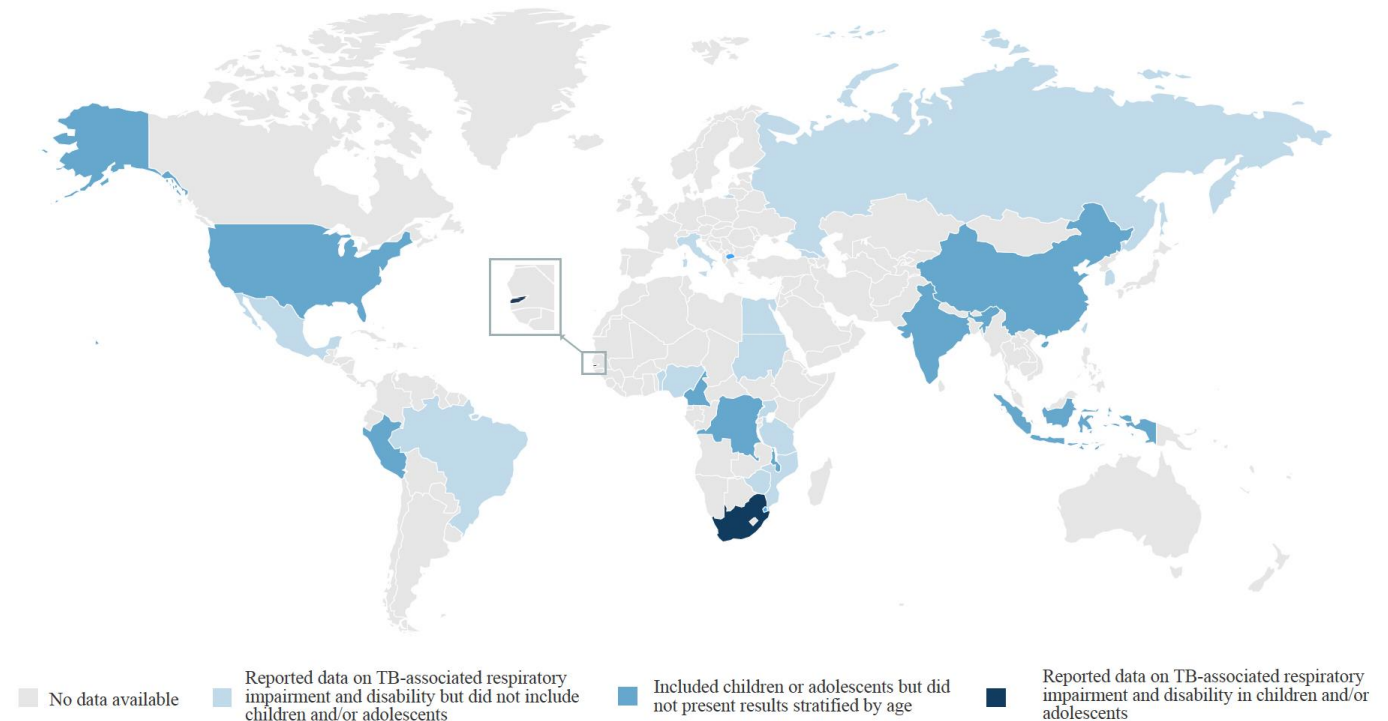 No data available
Reported data on TB-associated respiratory
impairment and disability but did not include
children and/or adolescents
Included children or adolescents but did
not present results stratified by age
Reported data on TB-associated respiratory
impairment and disability in children and/or
adolescents